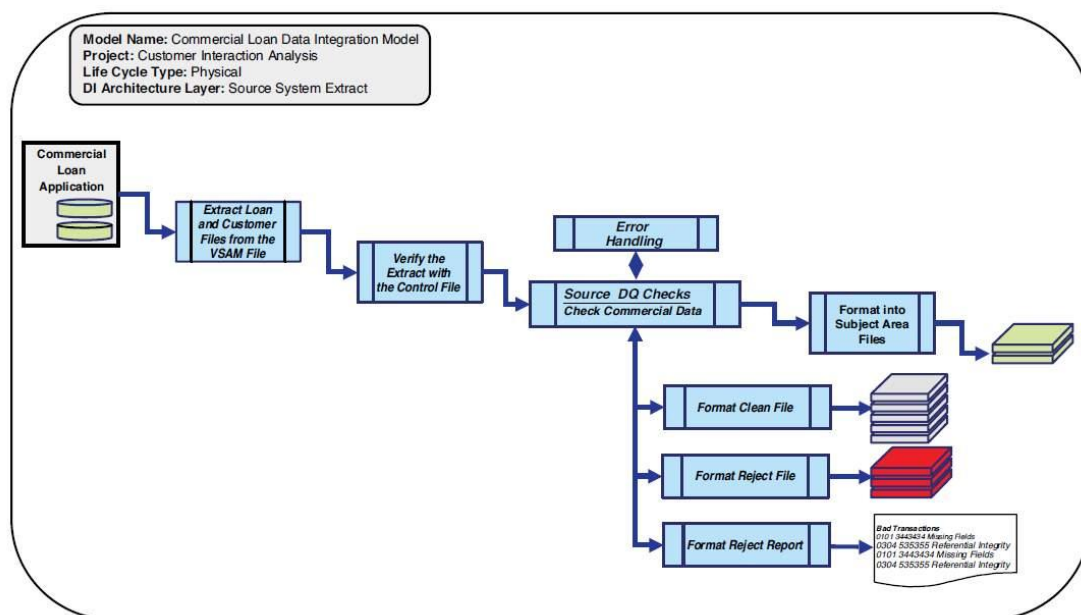 Model Name: Commercial Loan Data Integration Model
Project: Customer Interaction Analysis
Life Cycle Type: Physical
DI Architecture Layer: Source System Extract
Commercial
Loan
Application
Extract Loan
and Customer
Files from the
VSAM File
Verify the
Extract with
the Control File
Error
Handling
Source DQ Checks
Check Commercial Data
Format into
Subject Area
Files
Format Clean File
Format Reject File
Format Reject Report
Bad Transactions
0101 3443434 Missing Fields
0304 535355 Referential Integrity
0101 3443434 Missing Fields
0304 535355 Referential Integrity